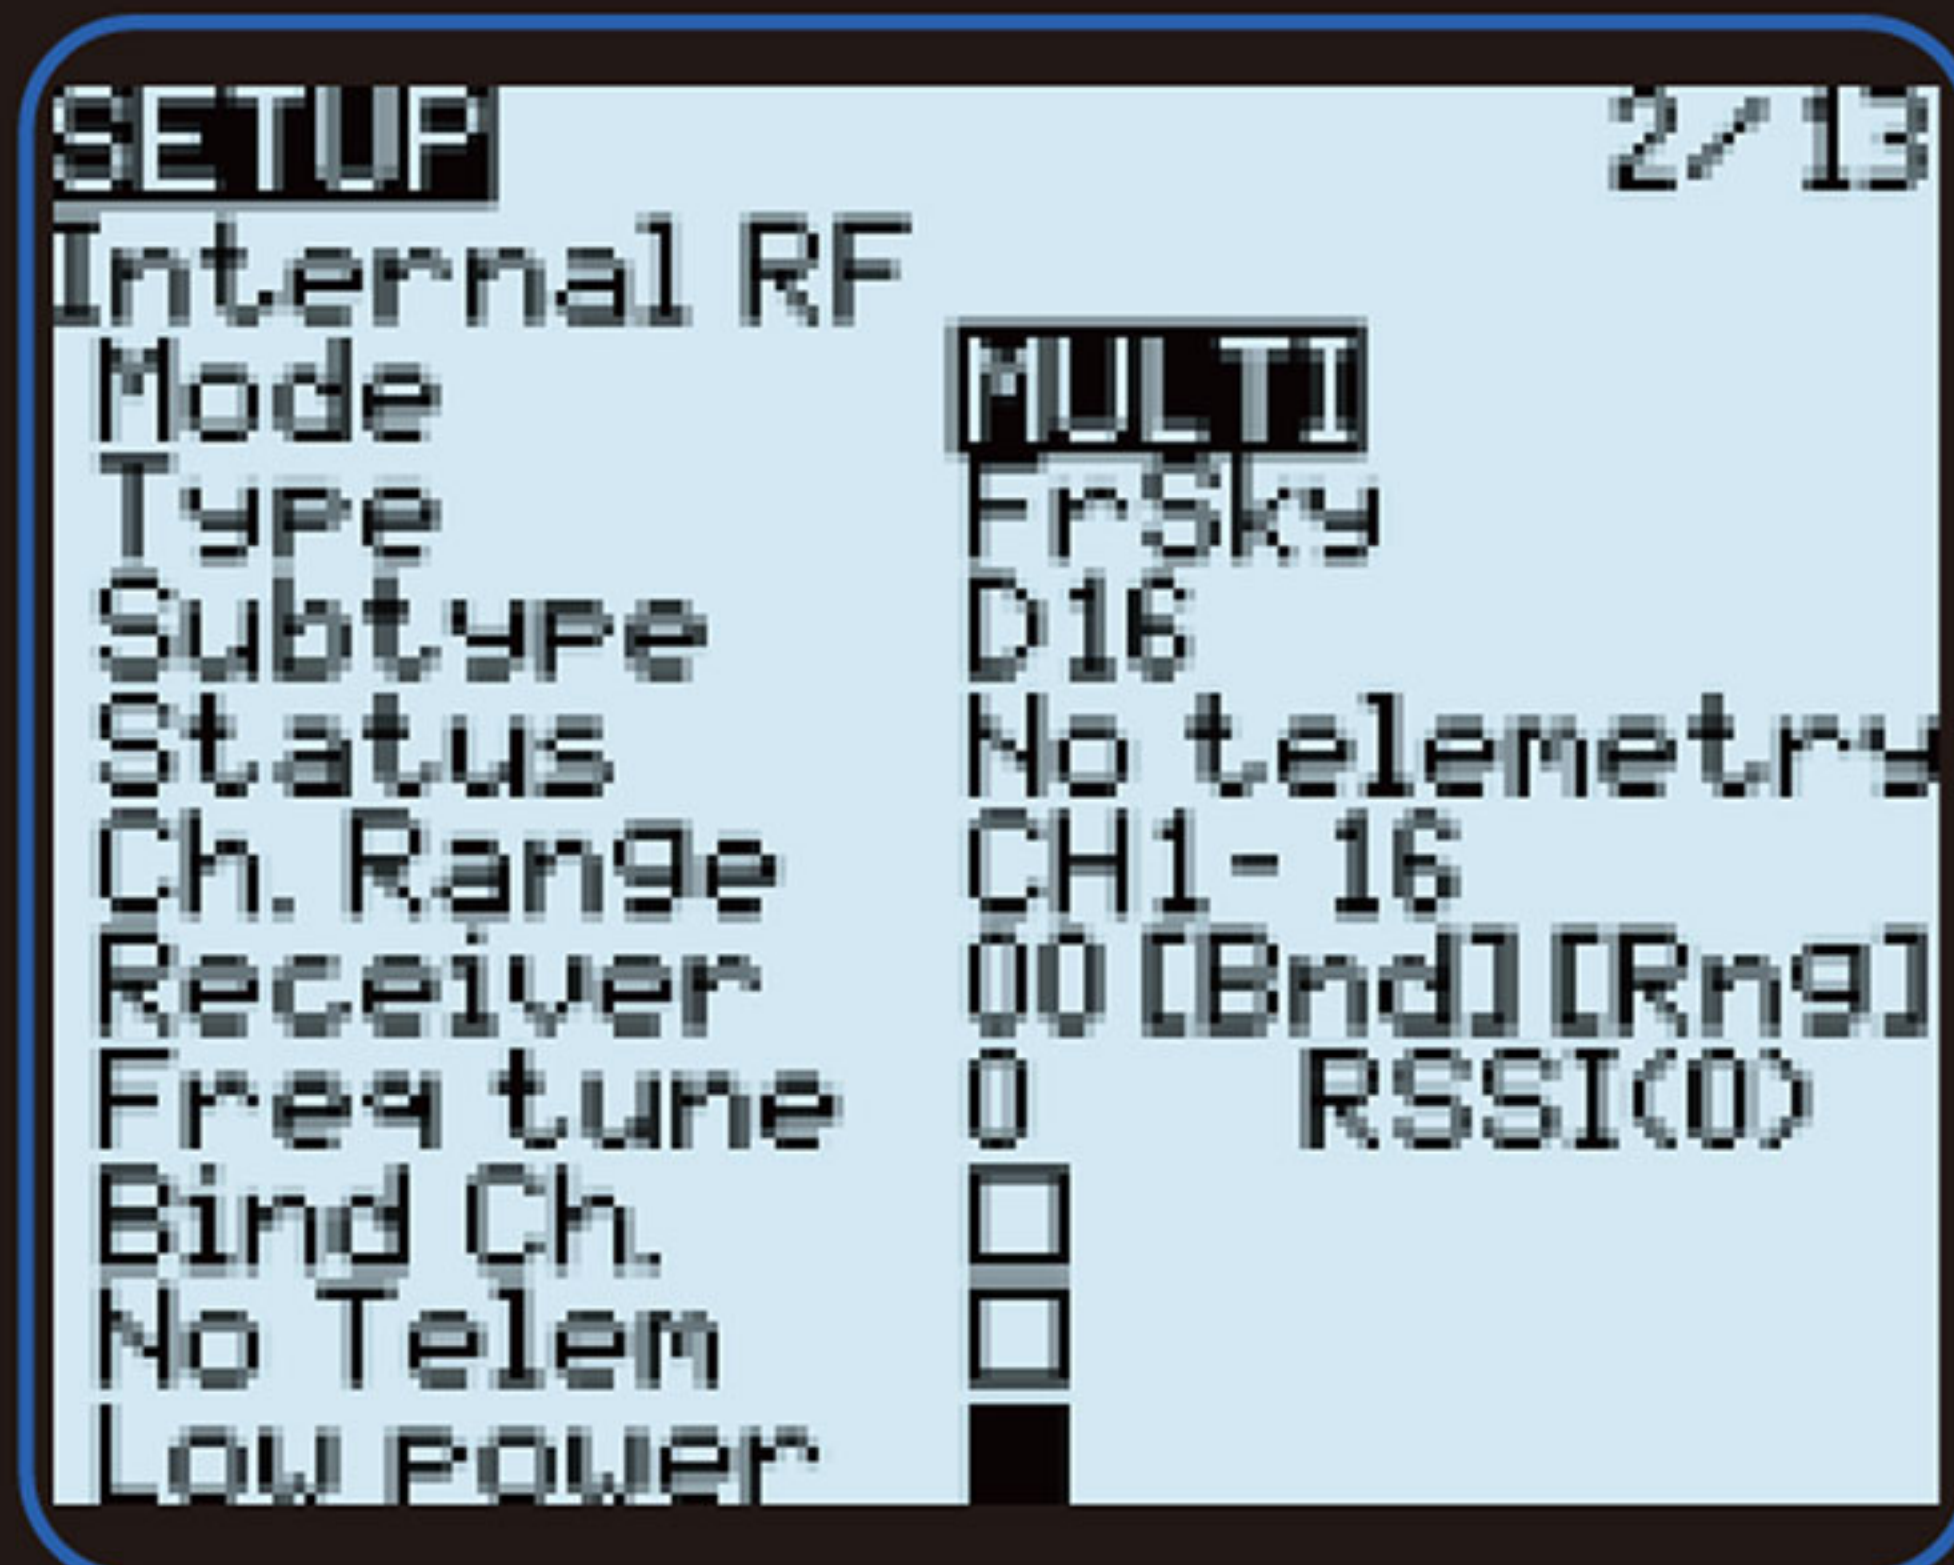 SETUP 2/13
Internal RF
Mode MULTI
Type FrSky
Subtype D16
Status No telemetry
Ch. Range CH1-16
Receiver 00 [Bnd] [Rng]
Freq tune 0 RSSI(0)
Bind Ch.
No Telem
Low power